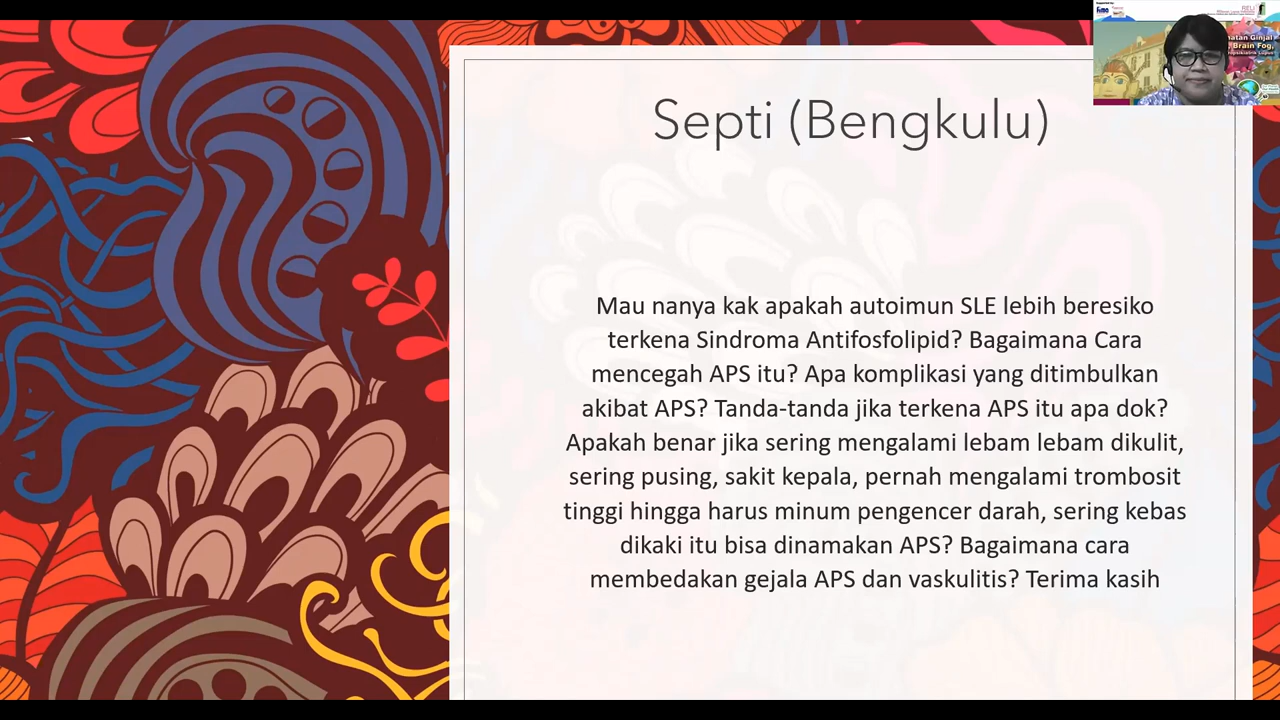 Septi (Bengkulu)
Mau nanya kak apakah autoimun SLE lebih beresiko
terkena Sindroma Antifosfolipid? Bagaimana Cara
mencegah APS itu? Apa komplikasi yang ditimbulkan
akibat APS? Tanda-tanda jika terkena APS itu apa dok?
Apakah benar jika sering mengalami lebam lebam dikulit,
sering pusing, sakit kepala, pernah mengalami trombosit
tinggi hingga harus minum pengencer darah, sering kebas
dikaki itu bisa dinamakan APS? Bagaimana cara
membedakan gejala APS dan vaskulitis? Terima kasih
Ginjal
Brain Fog,